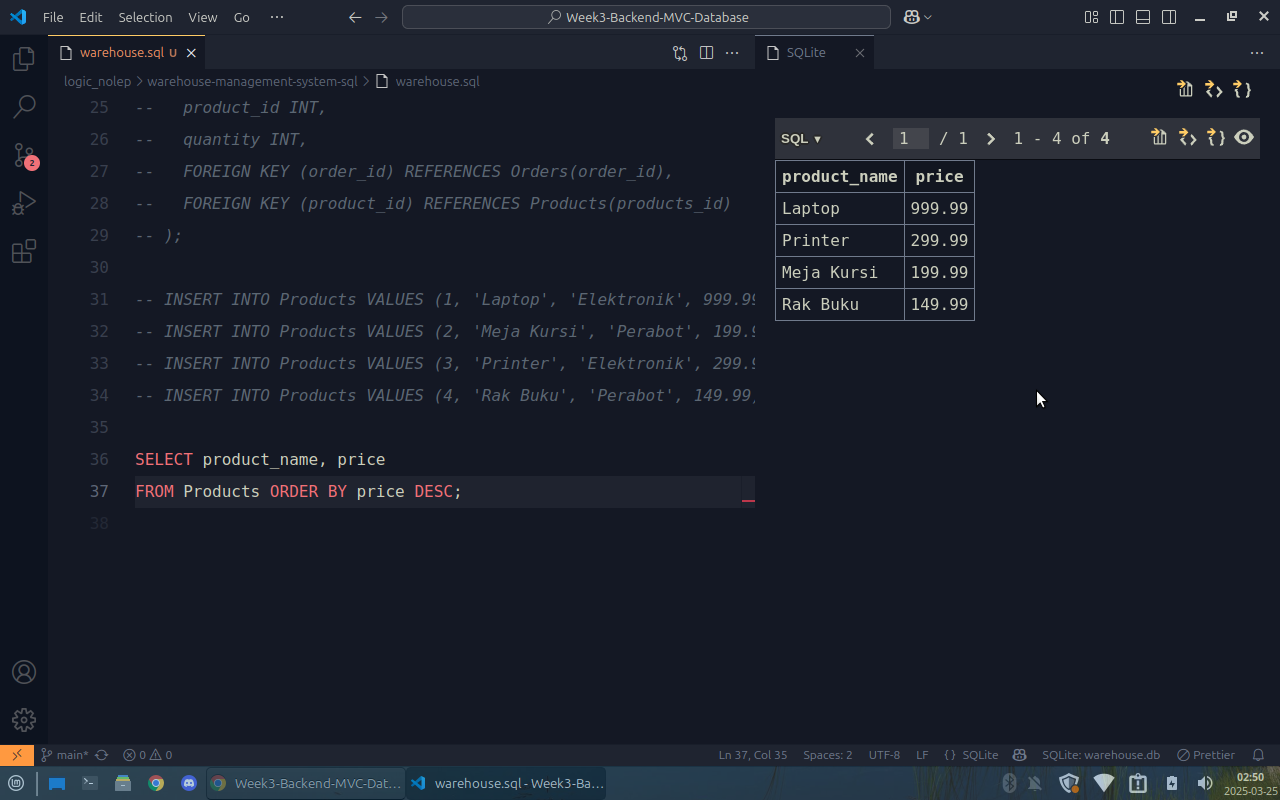 File Edit Selection View Go ··· Week3-Backend-MVC-Database
warehouse.sql U
SQLite
logic_nolep > warehouse-management-system-sql > warehouse.sql
25 --   product_id INT,
26 --   quantity INT,
27 --   FOREIGN KEY (order_id) REFERENCES Orders(order_id),
28 --   FOREIGN KEY (product_id) REFERENCES Products(products_id)
29 -- );
30
31 -- INSERT INTO Products VALUES (1, 'Laptop', 'Elektronik', 999.99
32 -- INSERT INTO Products VALUES (2, 'Meja Kursi', 'Perabot', 199.9
33 -- INSERT INTO Products VALUES (3, 'Printer', 'Elektronik', 299.9
34 -- INSERT INTO Products VALUES (4, 'Rak Buku', 'Perabot', 149.99,
35
36 SELECT product_name, price
37 FROM Products ORDER BY price DESC;
38
SQL ▾ < 1 / 1 > 1 - 4 of 4
product_name price
Laptop 999.99
Printer 299.99
Meja Kursi 199.99
Rak Buku 149.99
2
main* 0 0 Ln 37, Col 35 Spaces: 2 UTF-8 LF {} SQLite SQLite: warehouse.db Prettier
Week3-Backend-MVC-Dat... warehouse.sql - Week3-Ba... 02:50
2025-03-25